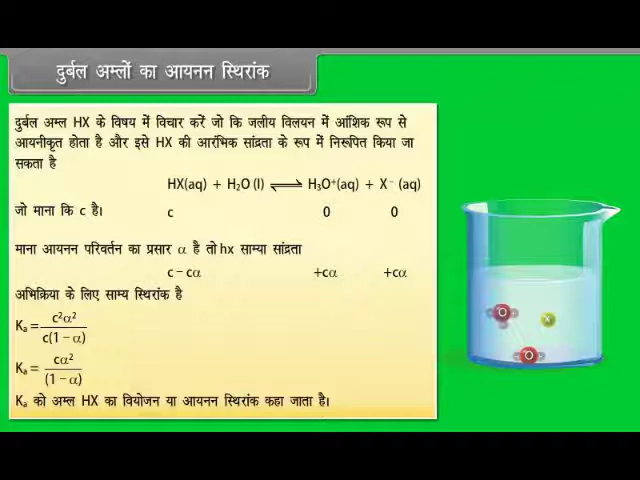 दुर्बल अम्लों का आयनन स्थिरांक
दुर्बल अम्ल HX के विषय में विचार करें जो कि जलीय विलयन में आंशिक रूप से
आयनीकृत होता है और इसे HX की आरंभिक सांद्रता के रूप में निरूपित किया जा
सकता है
HX(aq) + H₂O (l) ⇌ H₃O⁺(aq) + X⁻ (aq)
जो माना कि c है। c 0 0
माना आयनन परिवर्तन का प्रसार α है तो hx साम्या सांद्रता
c − cα +cα +cα
अभिक्रिया के लिए साम्य स्थिरांक है
Kₐ = c²α² / c(1 − α)
Kₐ = cα² / (1 − α)
Kₐ को अम्ल HX का वियोजन या आयनन स्थिरांक कहा जाता है।
O
X
O